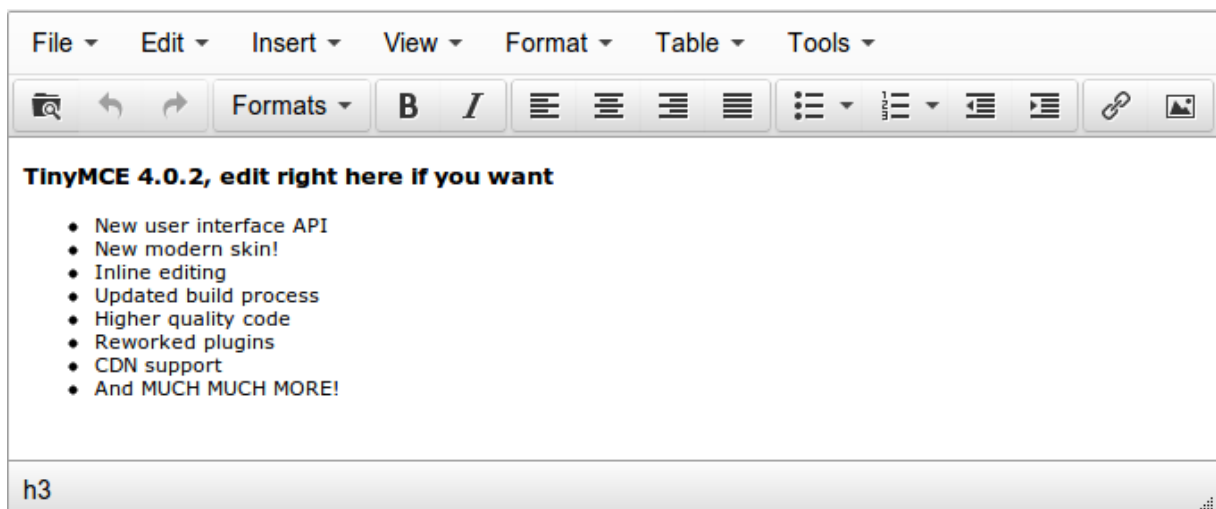 File Edit Insert View Format Table Tools
Formats B I
TinyMCE 4.0.2, edit right here if you want
New user interface API
New modern skin!
Inline editing
Updated build process
Higher quality code
Reworked plugins
CDN support
And MUCH MUCH MORE!
h3